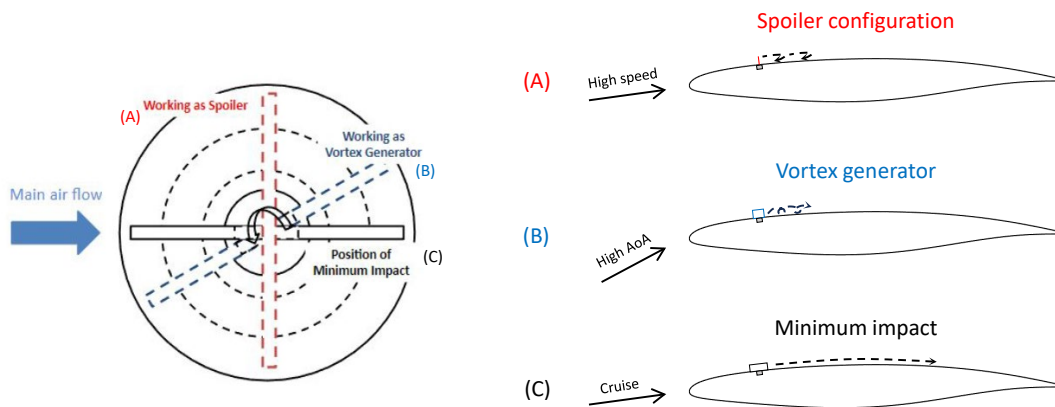 (A)
Working as Spoiler
Working as
Vortex Generator
(B)
Main air flow
(C)
Position of
Minimum Impact
Spoiler configuration
(A)
High speed
Vortex generator
(B)
High AoA
Minimum impact
(C)
Cruise